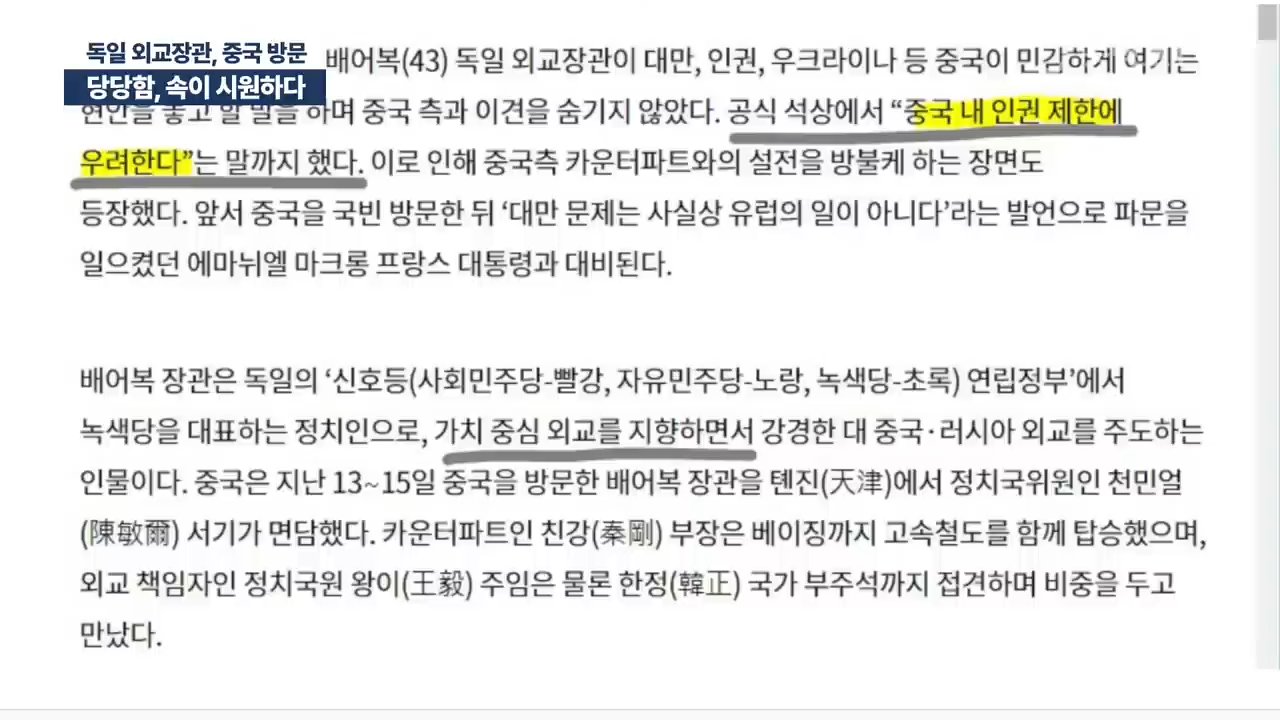 독일 외교장관, 중국 방문
당당함, 속이 시원하다
배어복(43) 독일 외교장관이 대만, 인권, 우크라이나 등 중국이 민감하게 여기는
현안을 놓고 할 말을 하며 중국 측과 이견을 숨기지 않았다. 공식 석상에서 “중국 내 인권 제한에
우려한다”는 말까지 했다. 이로 인해 중국측 카운터파트와의 설전을 방불케 하는 장면도
등장했다. 앞서 중국을 국빈 방문한 뒤 ‘대만 문제는 사실상 유럽의 일이 아니다’라는 발언으로 파문을
일으켰던 에마뉘엘 마크롱 프랑스 대통령과 대비된다.
배어복 장관은 독일의 ‘신호등(사회민주당-빨강, 자유민주당-노랑, 녹색당-초록) 연립정부’에서
녹색당을 대표하는 정치인으로, 가치 중심 외교를 지향하면서 강경한 대 중국·러시아 외교를 주도하는
인물이다. 중국은 지난 13~15일 중국을 방문한 배어복 장관을 톈진(天津)에서 정치국위원인 천민얼
(陳敏爾) 서기가 면담했다. 카운터파트인 친강(秦剛) 부장은 베이징까지 고속철도를 함께 탑승했으며,
외교 책임자인 정치국원 왕이(王毅) 주임은 물론 한정(韓正) 국가 부주석까지 접견하며 비중을 두고
만났다.